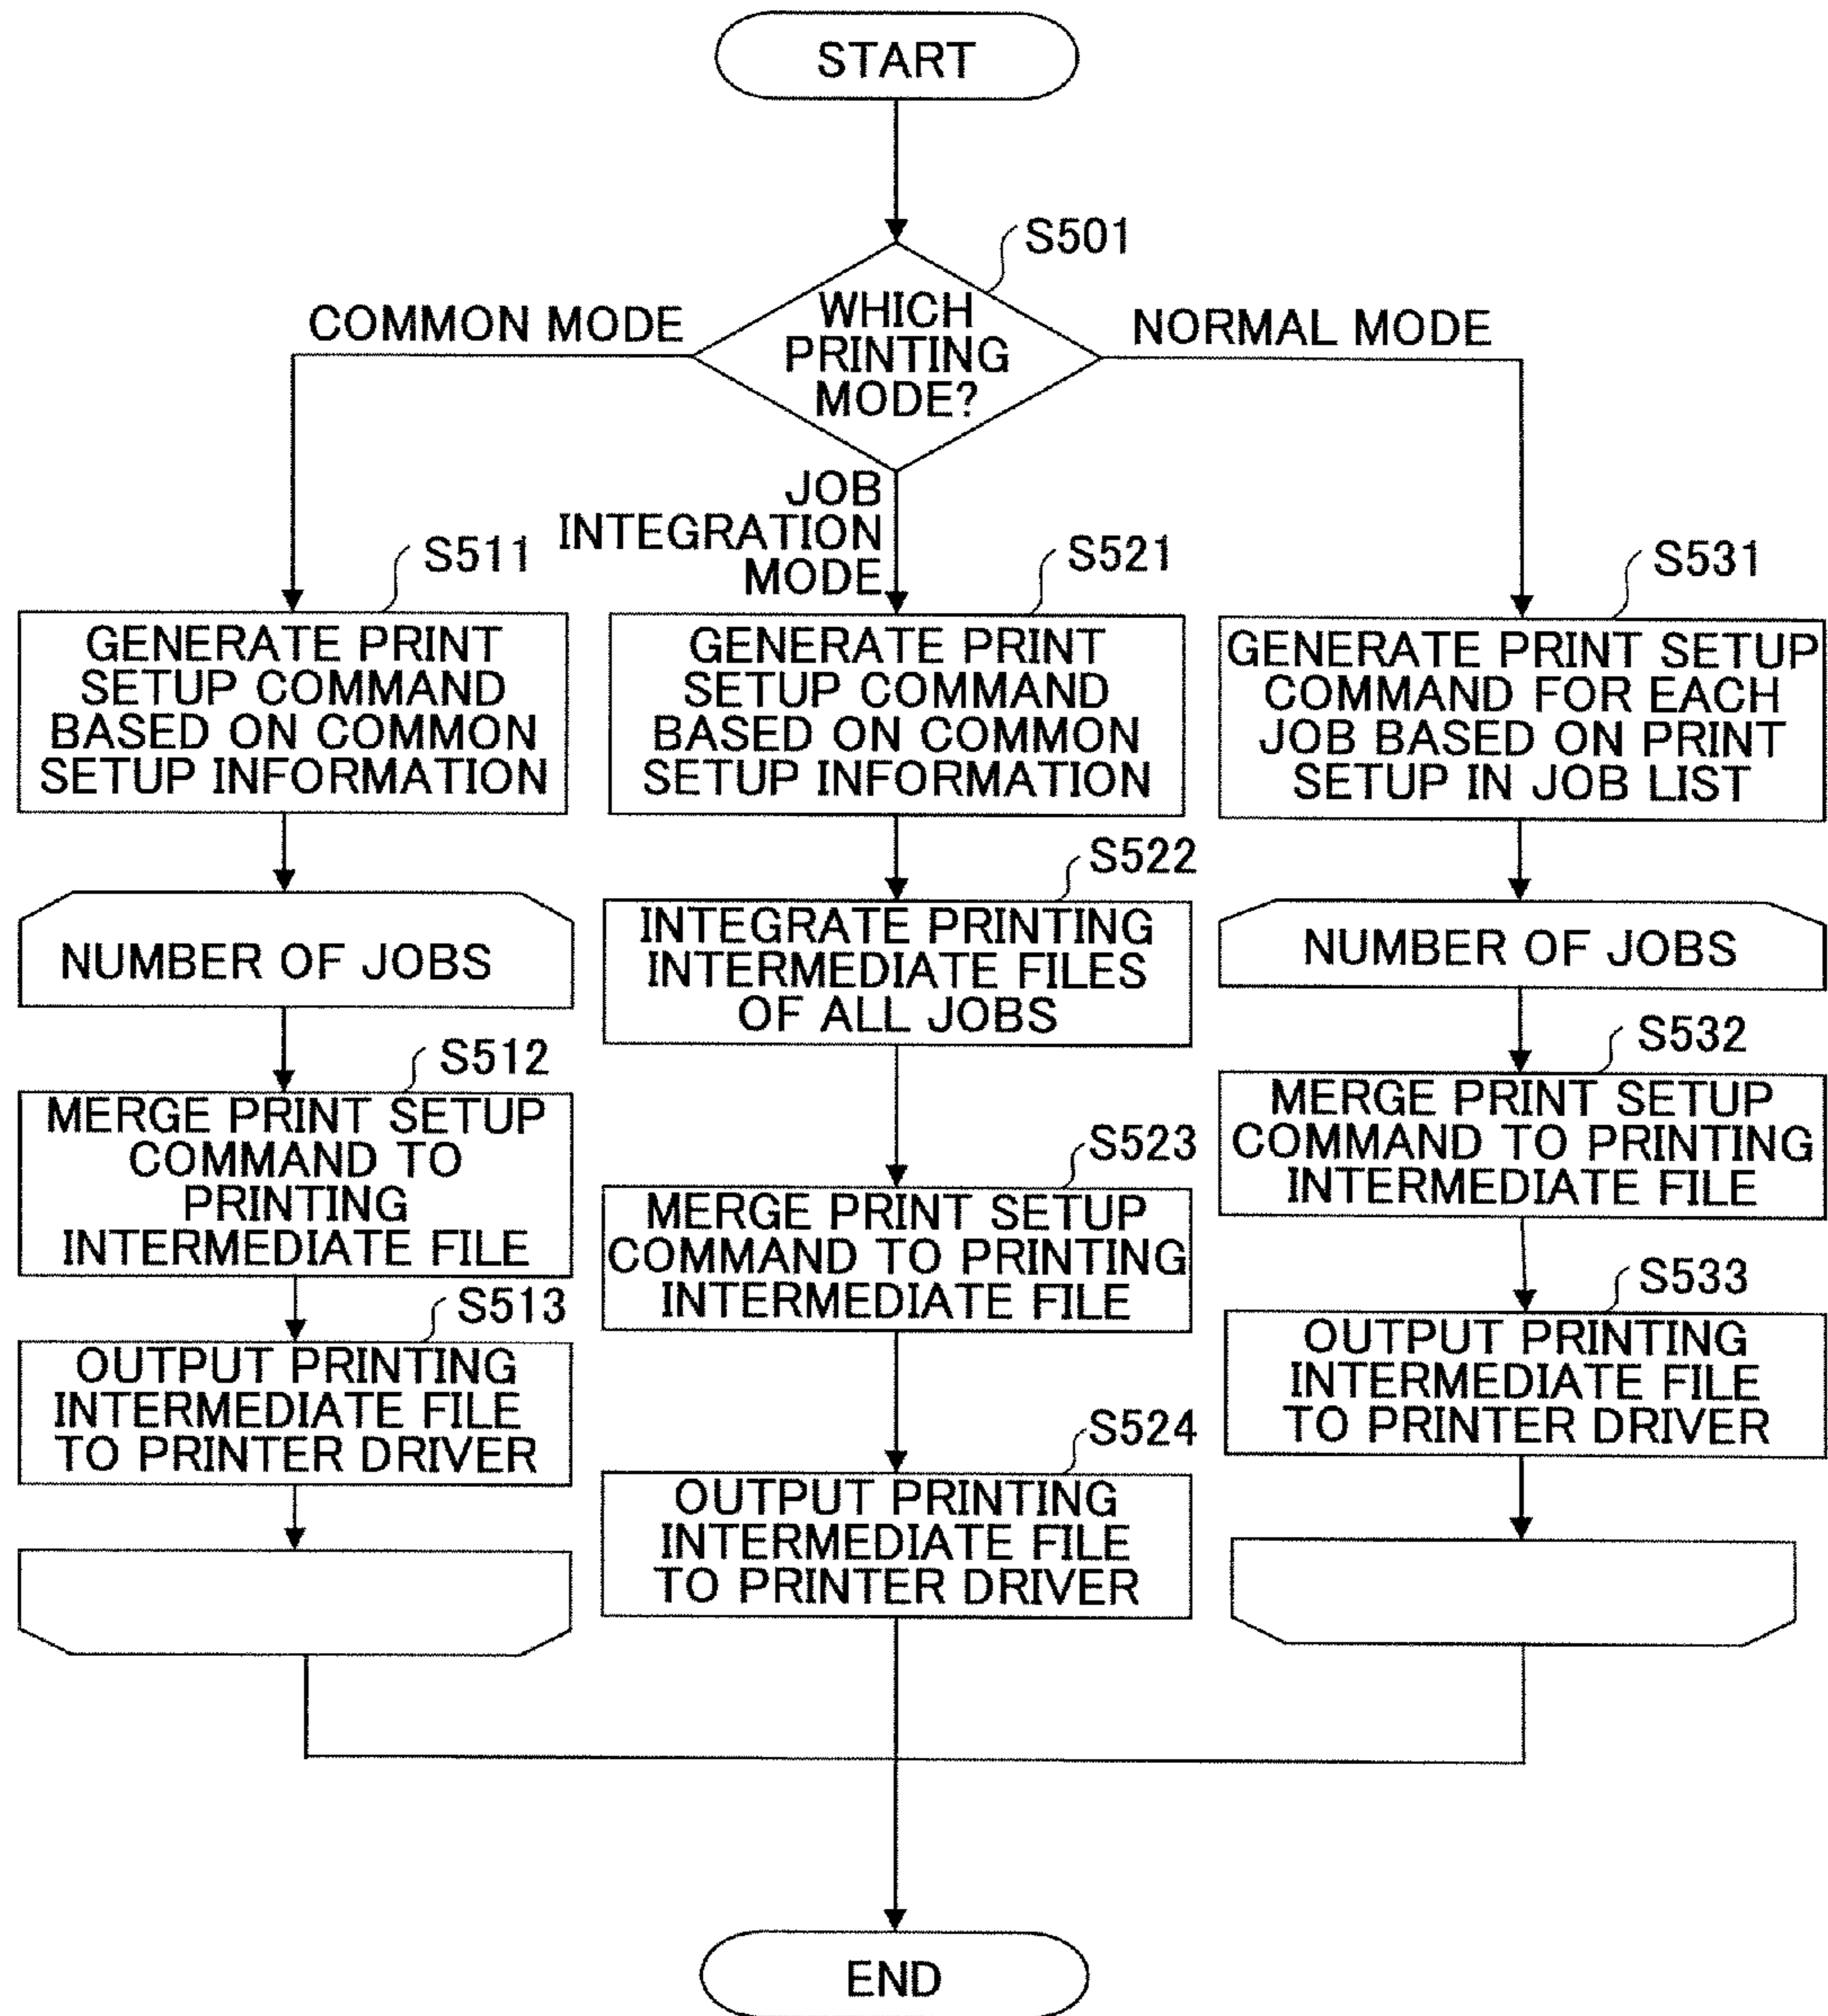 START
S501
WHICH
PRINTING
MODE?
COMMON MODE
NORMAL MODE
JOB
INTEGRATION
MODE
S511
GENERATE PRINT
SETUP COMMAND
BASED ON COMMON
SETUP INFORMATION
NUMBER OF JOBS
S512
MERGE PRINT SETUP
COMMAND TO
PRINTING
INTERMEDIATE FILE
S513
OUTPUT PRINTING
INTERMEDIATE FILE
TO PRINTER DRIVER
S521
GENERATE PRINT
SETUP COMMAND
BASED ON COMMON
SETUP INFORMATION
S522
INTEGRATE PRINTING
INTERMEDIATE FILES
OF ALL JOBS
S523
MERGE PRINT SETUP
COMMAND TO PRINTING
INTERMEDIATE FILE
S524
OUTPUT PRINTING
INTERMEDIATE FILE
TO PRINTER DRIVER
S531
GENERATE PRINT SETUP
COMMAND FOR EACH
JOB BASED ON PRINT
SETUP IN JOB LIST
NUMBER OF JOBS
S532
MERGE PRINT SETUP
COMMAND TO PRINTING
INTERMEDIATE FILE
S533
OUTPUT PRINTING
INTERMEDIATE FILE
TO PRINTER DRIVER
END